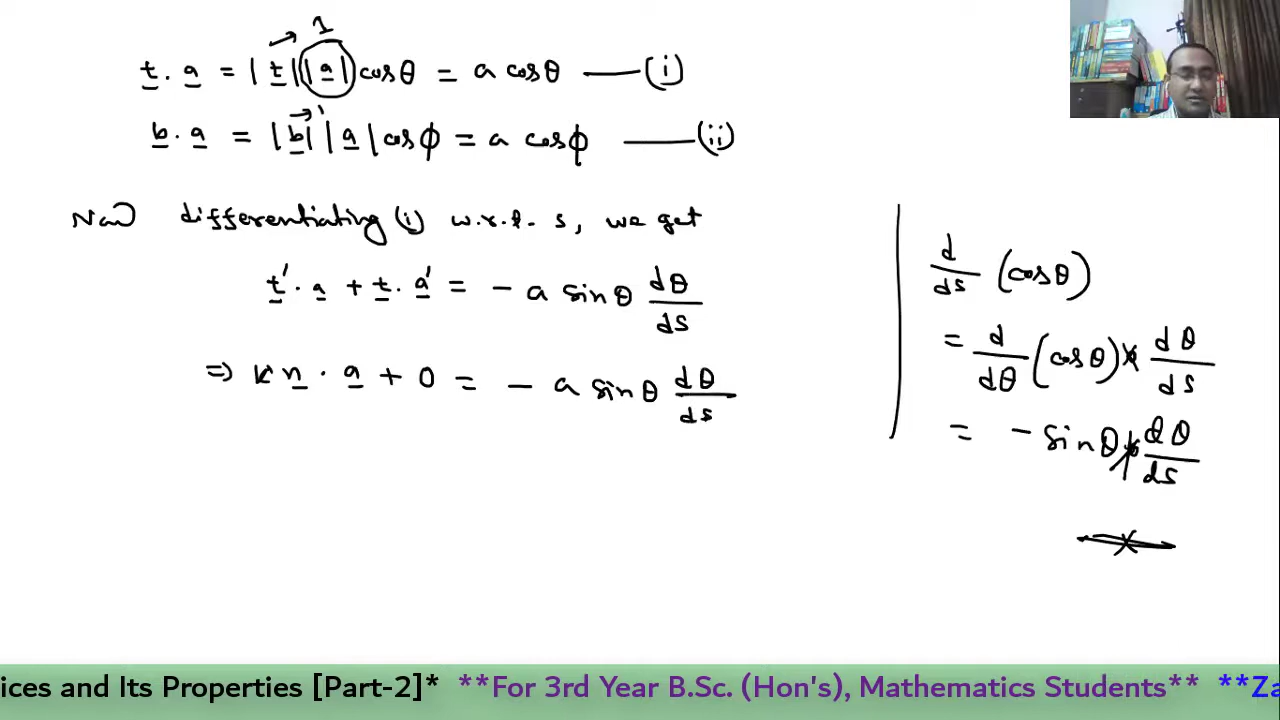 1
t · a = |t| |a| cosθ = a cosθ —— (i)
b · a = |b| |a| cosϕ = a cosϕ —— (ii)
Now differentiating (i) w.r.t. s, we get
t' · a + t · a' = - a sinθ dθ/ds
⇒ κ n · a + 0 = - a sinθ dθ/ds
d/ds (cosθ)
= d/dθ (cosθ) × dθ/ds
= - sinθ · dθ/ds
ices and Its Properties [Part-2]* **For 3rd Year B.Sc. (Hon's), Mathematics Students** **Za